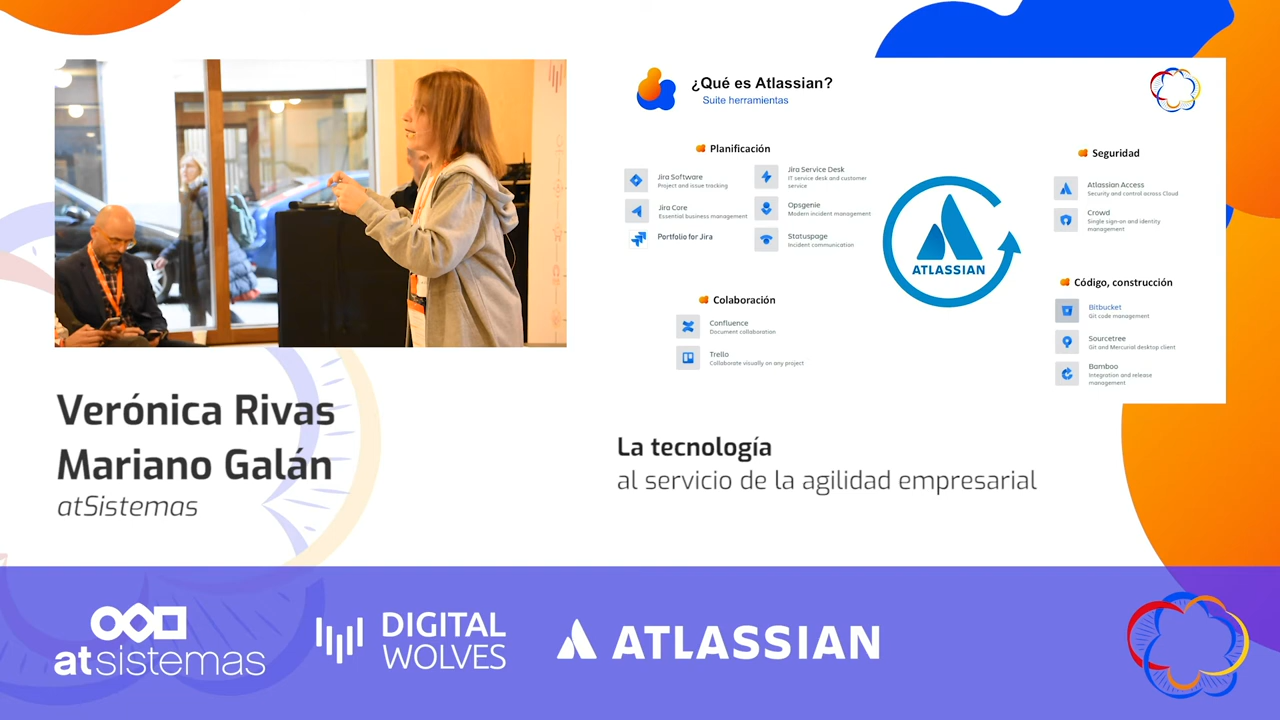 ¿Qué es Atlassian?
Suite herramientas
Planificación
Jira Software
Project and issue tracking
Jira Core
Essential business management
Portfolio for Jira
Jira Service Desk
IT service desk and customer
service
Opsgenie
Modern incident management
Statuspage
Incident communication
Colaboración
Confluence
Document collaboration
Trello
Collaborate visually on any project
ATLASSIAN
Seguridad
Atlassian Access
Security and control across Cloud
Crowd
Single sign-on and identity
management
Código, construcción
Bitbucket
Git code management
Sourcetree
Git and Mercurial desktop client
Bamboo
Integration and release
management
Verónica Rivas
Mariano Galán
atSistemas
La tecnología
al servicio de la agilidad empresarial
atsistemas
DIGITAL
WOLVES
ATLASSIAN